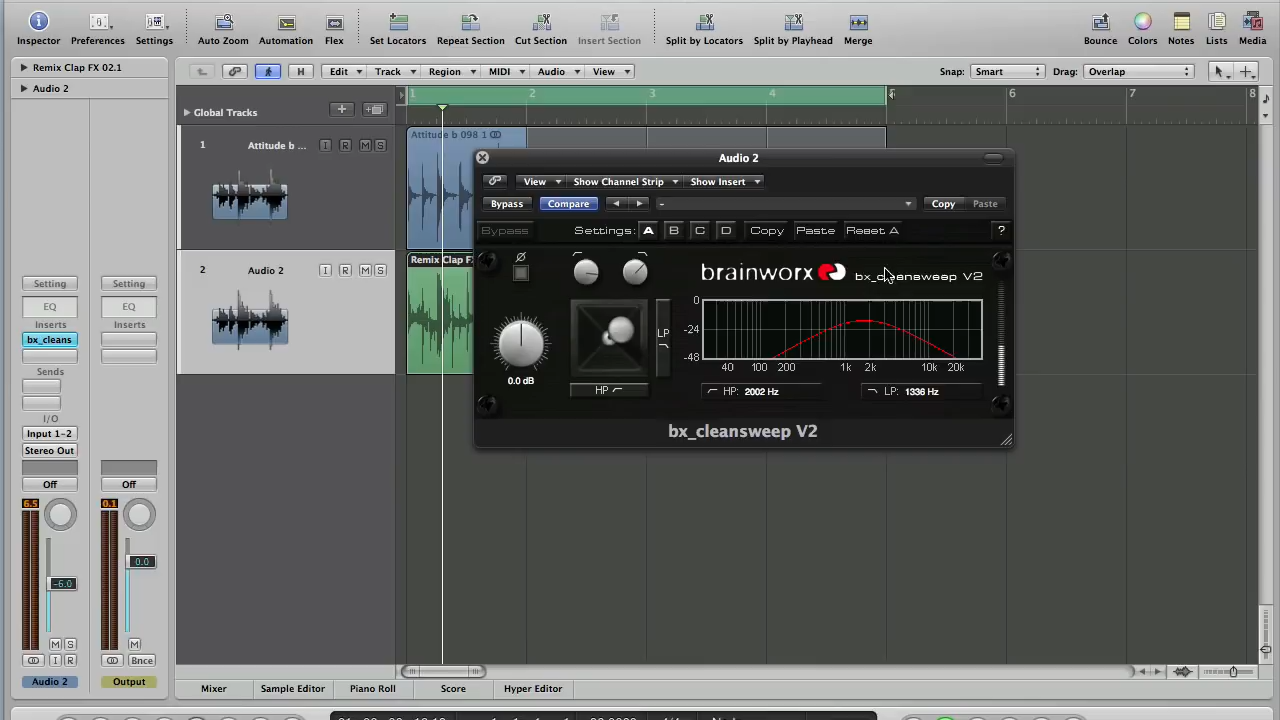 Inspector Preferences Settings Auto Zoom Automation Flex Set Locators Repeat Section Cut Section Insert Section Split by Locators Split by Playhead Merge Bounce Colors Notes Lists Media
Remix Clap FX 02.1
Audio 2
H Edit Track Region MIDI Audio View Snap: Smart Drag: Overlap
1 2 3 4 5 6 7 8
Global Tracks
1 Attitude b ... I R M S
Attitude b 098 1
2 Audio 2 I R M S
Remix Clap F
Audio 2
View Show Channel Strip Show Insert
Bypass Compare - Copy Paste
Bypass Settings: A B C D Copy Paste Reset A ?
Ø
brainworx bx_cleansweep V2
0
-24
-48
40 100 200 1k 2k 10k 20k
0.0 dB
LP
HP
HP: 2002 Hz LP: 1336 Hz
bx_cleansweep V2
Setting Setting
EQ EQ
Inserts Inserts
bx_cleans
Sends
I/O
Input 1-2
Stereo Out
Off Off
6.5 0.1
-6.0 0.0
M S M
I R Bnce
Audio 2 Output
Mixer Sample Editor Piano Roll Score Hyper Editor